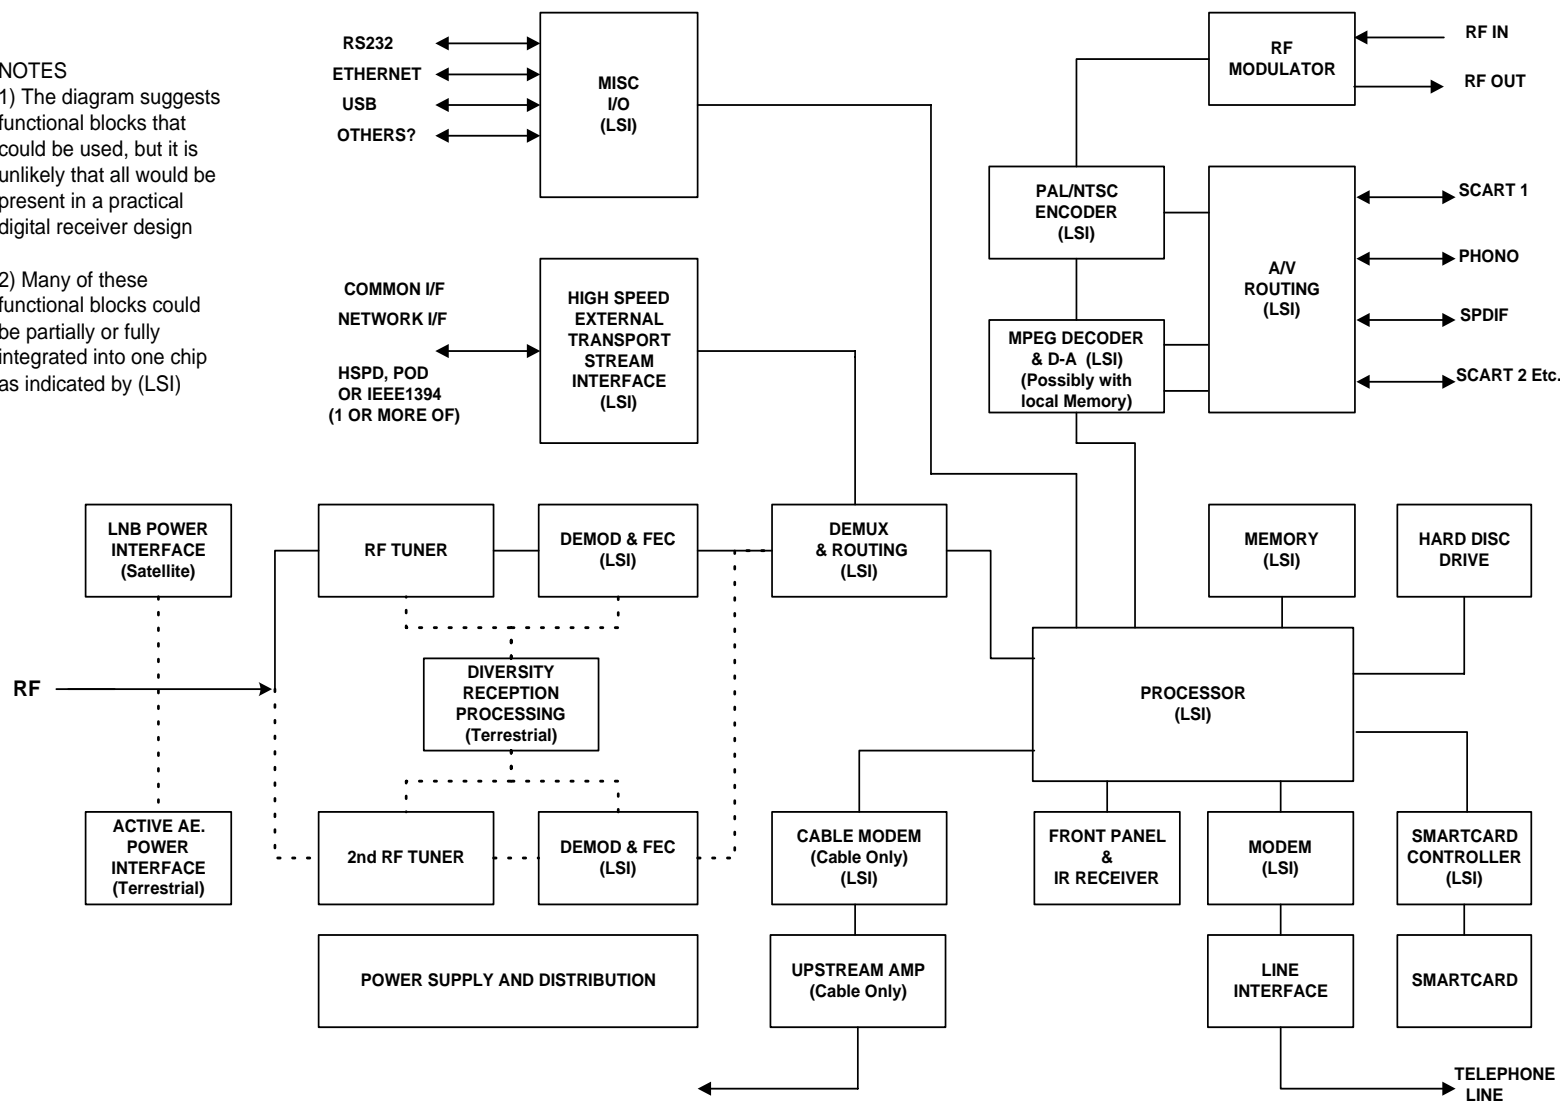 NOTES
1) The diagram suggests
functional blocks that
could be used, but it is
unlikely that all would be
present in a practical
digital receiver design
2) Many of these
functional blocks could
be partially or fully
integrated into one chip
as indicated by (LSI)
RS232
ETHERNET
USB
OTHERS?
MISC
I/O
(LSI)
RF
MODULATOR
RF IN
RF OUT
PAL/NTSC
ENCODER
(LSI)
A/V
ROUTING
(LSI)
SCART 1
PHONO
SPDIF
SCART 2 Etc.
COMMON I/F
NETWORK I/F
HSPD, POD
OR IEEE1394
(1 OR MORE OF)
HIGH SPEED
EXTERNAL
TRANSPORT
STREAM
INTERFACE
(LSI)
MPEG DECODER
& D-A (LSI)
(Possibly with
local Memory)
LNB POWER
INTERFACE
(Satellite)
RF TUNER
DEMOD & FEC
(LSI)
DEMUX
& ROUTING
(LSI)
MEMORY
(LSI)
HARD DISC
DRIVE
RF
DIVERSITY
RECEPTION
PROCESSING
(Terrestrial)
PROCESSOR
(LSI)
ACTIVE AE.
POWER
INTERFACE
(Terrestrial)
2nd RF TUNER
DEMOD & FEC
(LSI)
CABLE MODEM
(Cable Only)
(LSI)
FRONT PANEL
&
IR RECEIVER
MODEM
(LSI)
SMARTCARD
CONTROLLER
(LSI)
POWER SUPPLY AND DISTRIBUTION
UPSTREAM AMP
(Cable Only)
LINE
INTERFACE
SMARTCARD
TELEPHONE
LINE